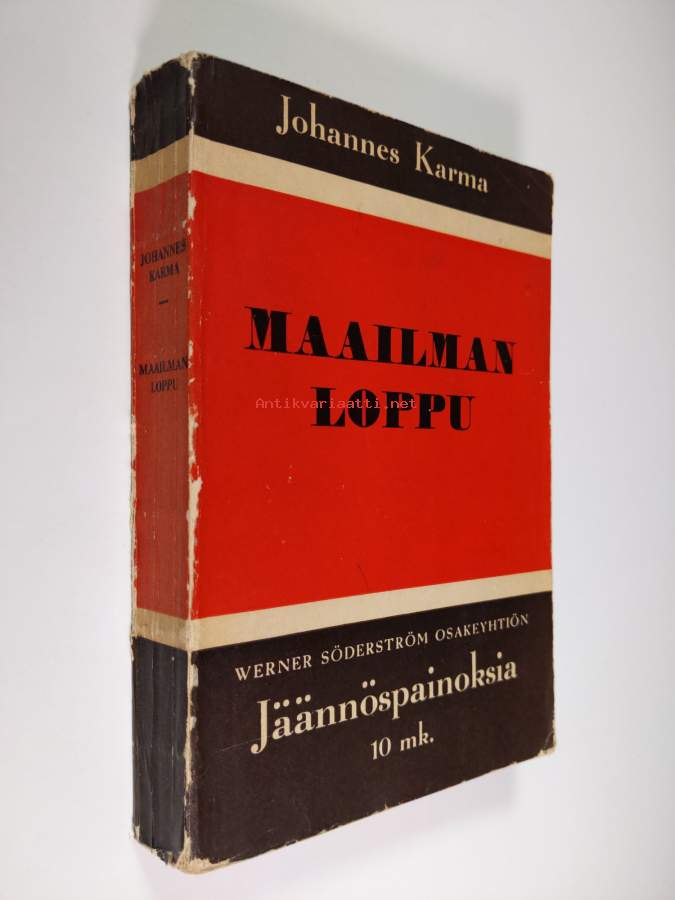 Johannes Karma
MAAILMAN
LOPPU
WERNER SÖDERSTRÖM OSAKEYHTIÖN
Jäännöspainoksia
10 mk.
JOHANNES
KARMA
MAAILMAN
LOPPU
Antikvariaatti.net